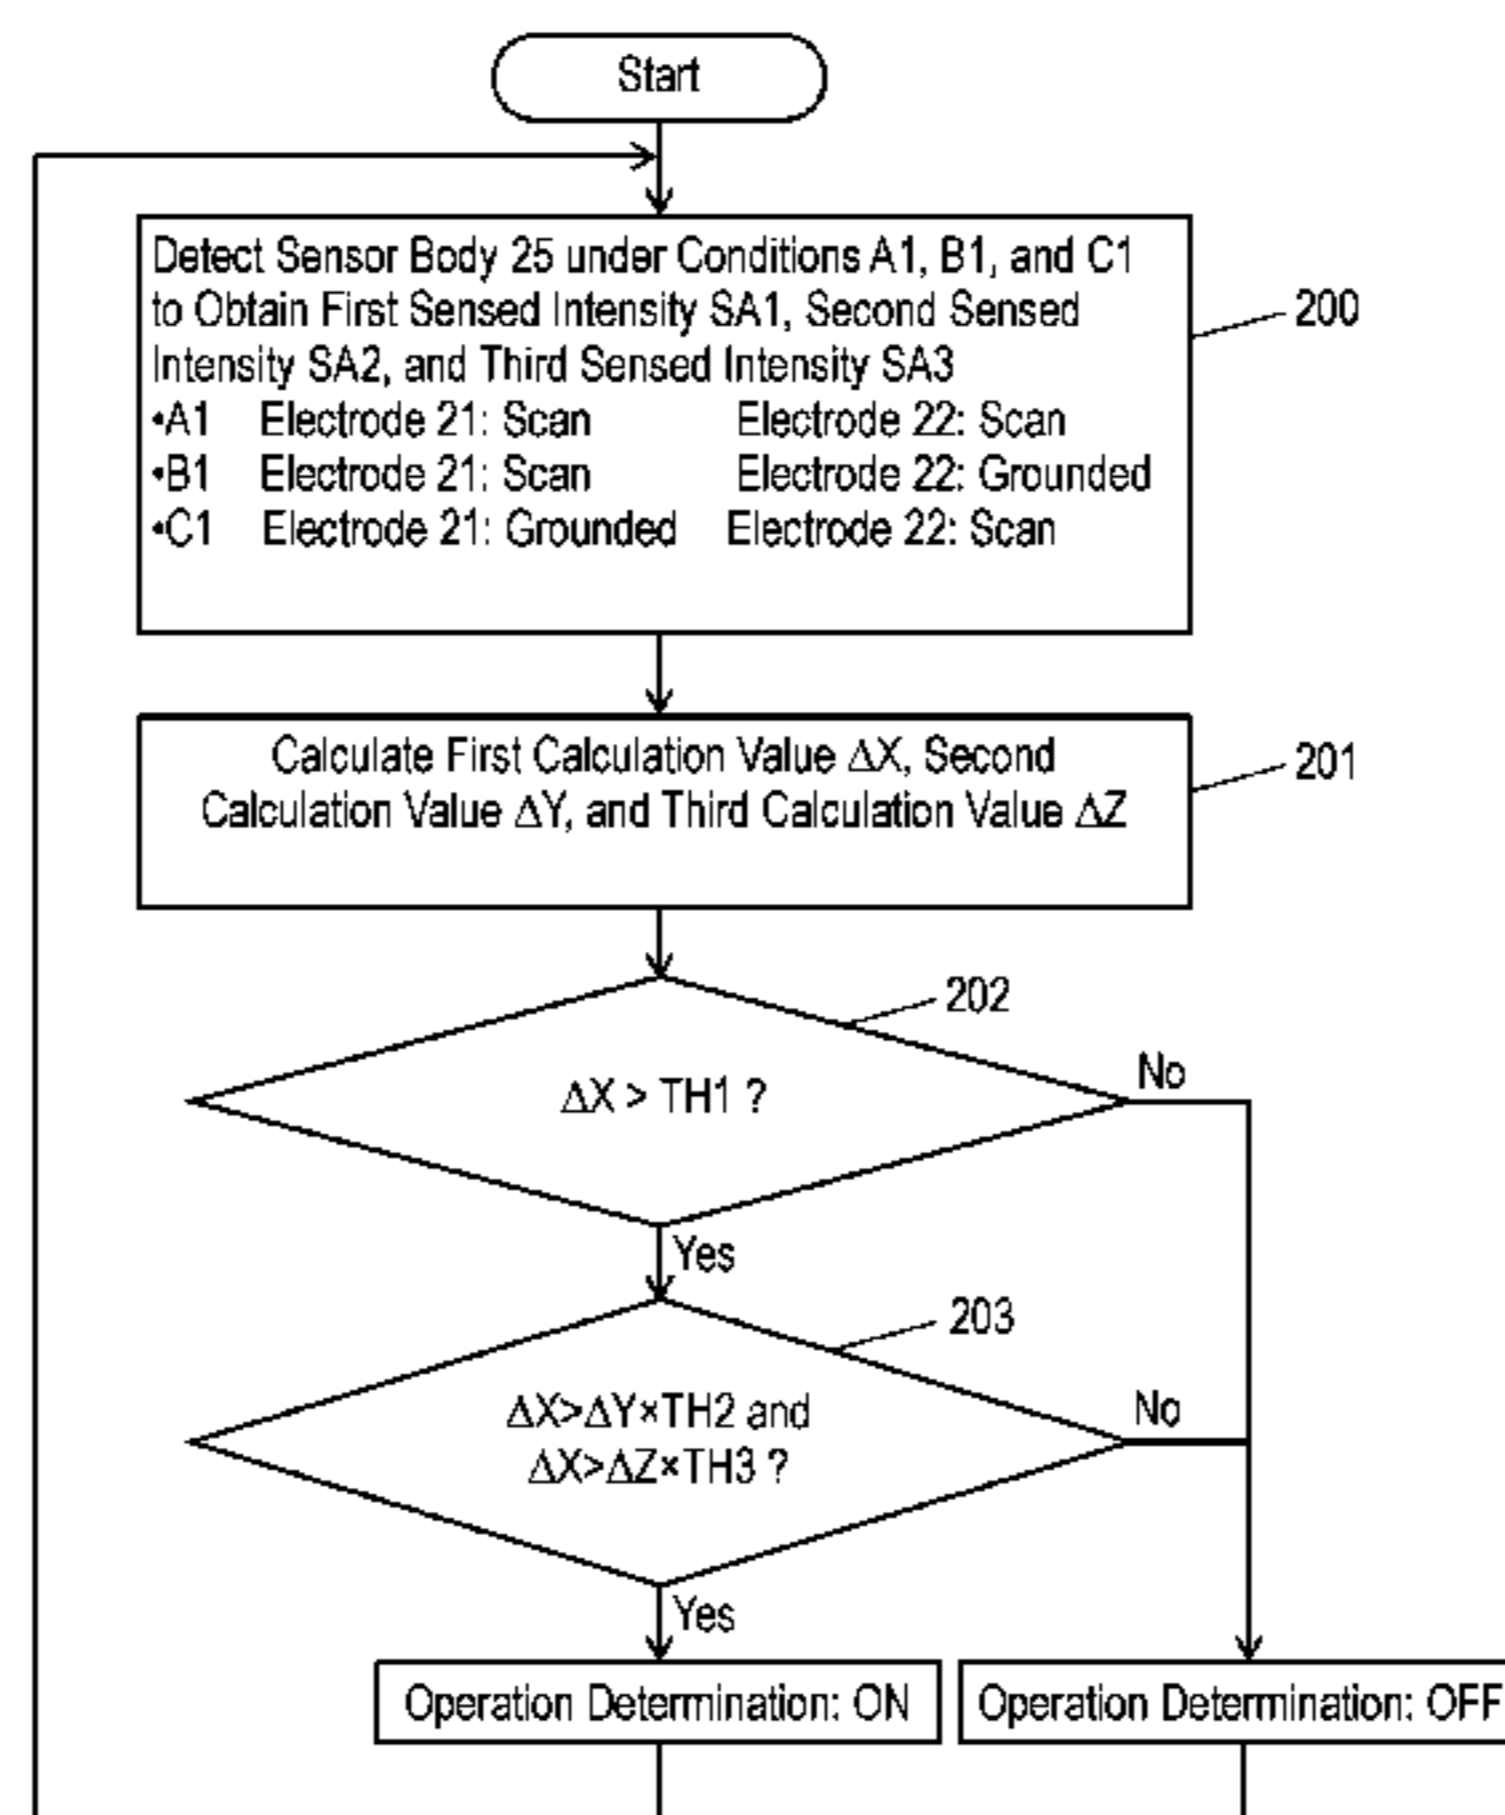 Start
Detect Sensor Body 25 under Conditions A1, B1, and C1
to Obtain First Sensed Intensity SA1, Second Sensed
Intensity SA2, and Third Sensed Intensity SA3
•A1 Electrode 21: Scan Electrode 22: Scan
•B1 Electrode 21: Scan Electrode 22: Grounded
•C1 Electrode 21: Grounded Electrode 22: Scan
200
Calculate First Calculation Value ΔX, Second
Calculation Value ΔY, and Third Calculation Value ΔZ
201
202
ΔX > TH1 ?
No
Yes
203
ΔX>ΔY×TH2 and
ΔX>ΔZ×TH3 ?
No
Yes
Operation Determination: ON
Operation Determination: OFF